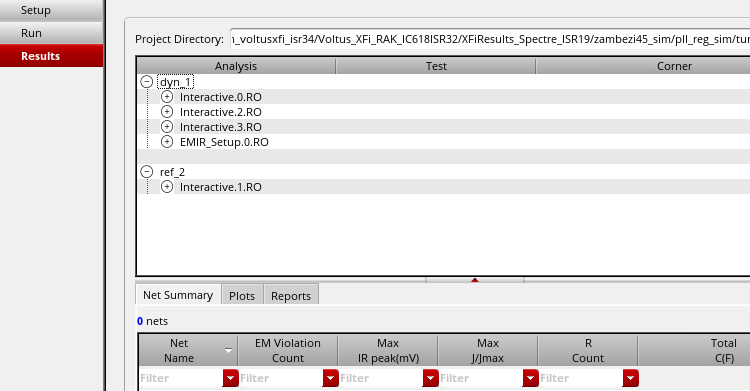 Setup
Run
Results
Project Directory: ı_voltusxfi_isr34/Voltus_XFi_RAK_IC618ISR32/XFiResults_Spectre_ISR19/zambezi45_sim/pll_reg_sim/tur
Analysis Test Corner
dyn_1
Interactive.0.RO
Interactive.2.RO
Interactive.3.RO
EMIR_Setup.0.RO
ref_2
Interactive.1.RO
Net Summary Plots Reports
0 nets
Net Name EM Violation Count Max IR peak(mV) Max J/Jmax R Count Total C(F)
Filter Filter Filter Filter Filter